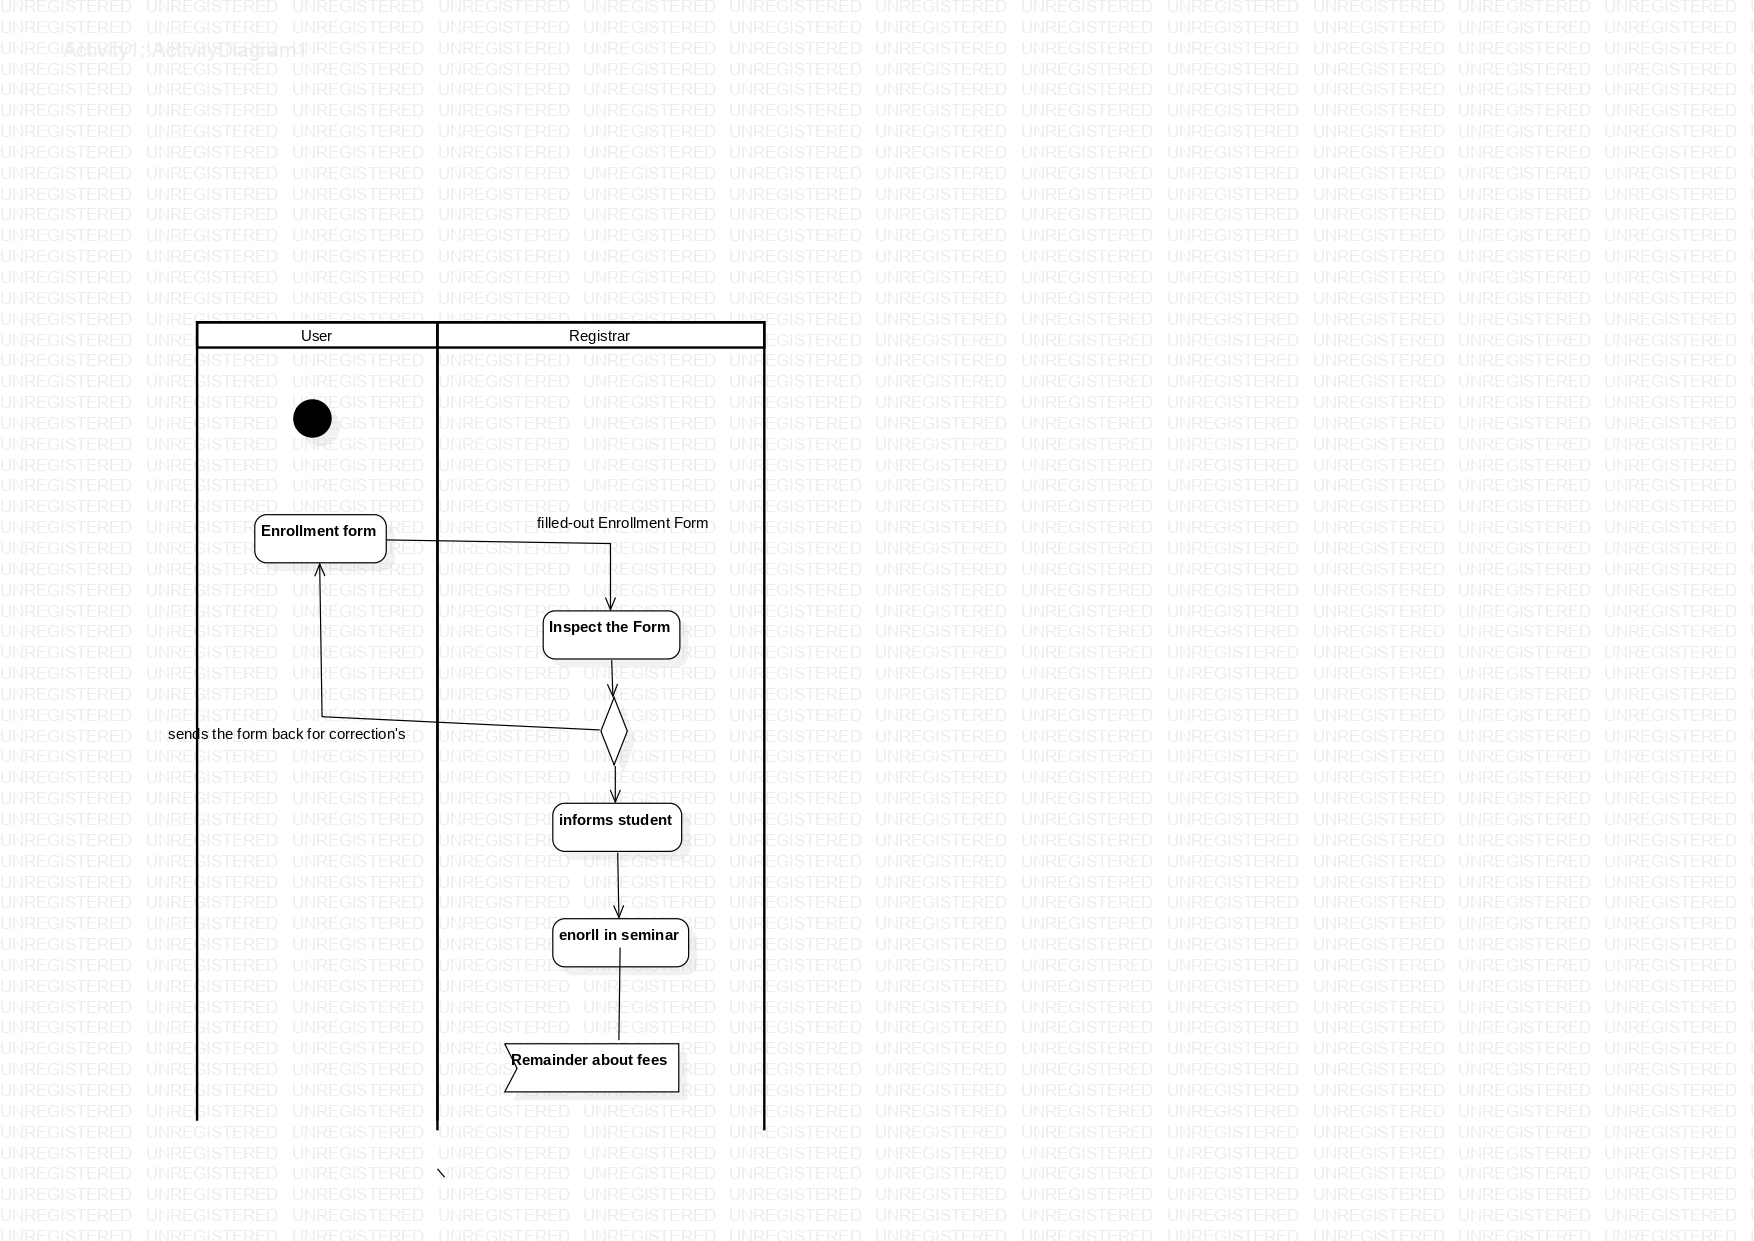 Activity1::ActivityDiagram1
User
Registrar
Enrollment form
filled-out Enrollment Form
Inspect the Form
sends the form back for correction's
informs student
enorll in seminar
Remainder about fees
UNREGISTERED